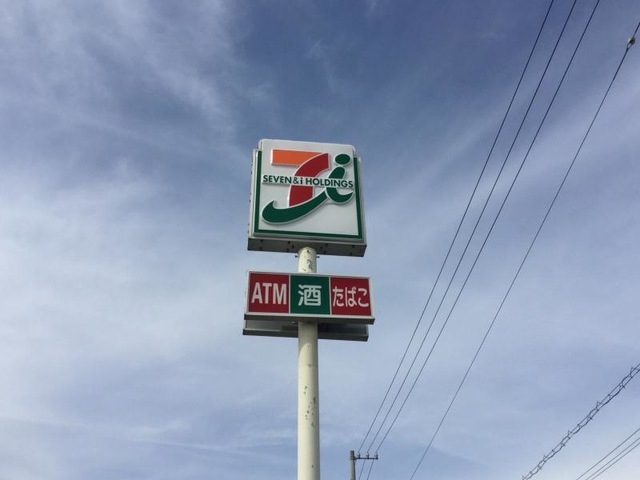 SEVEN&i HOLDINGS
ATM 酒 たばこ